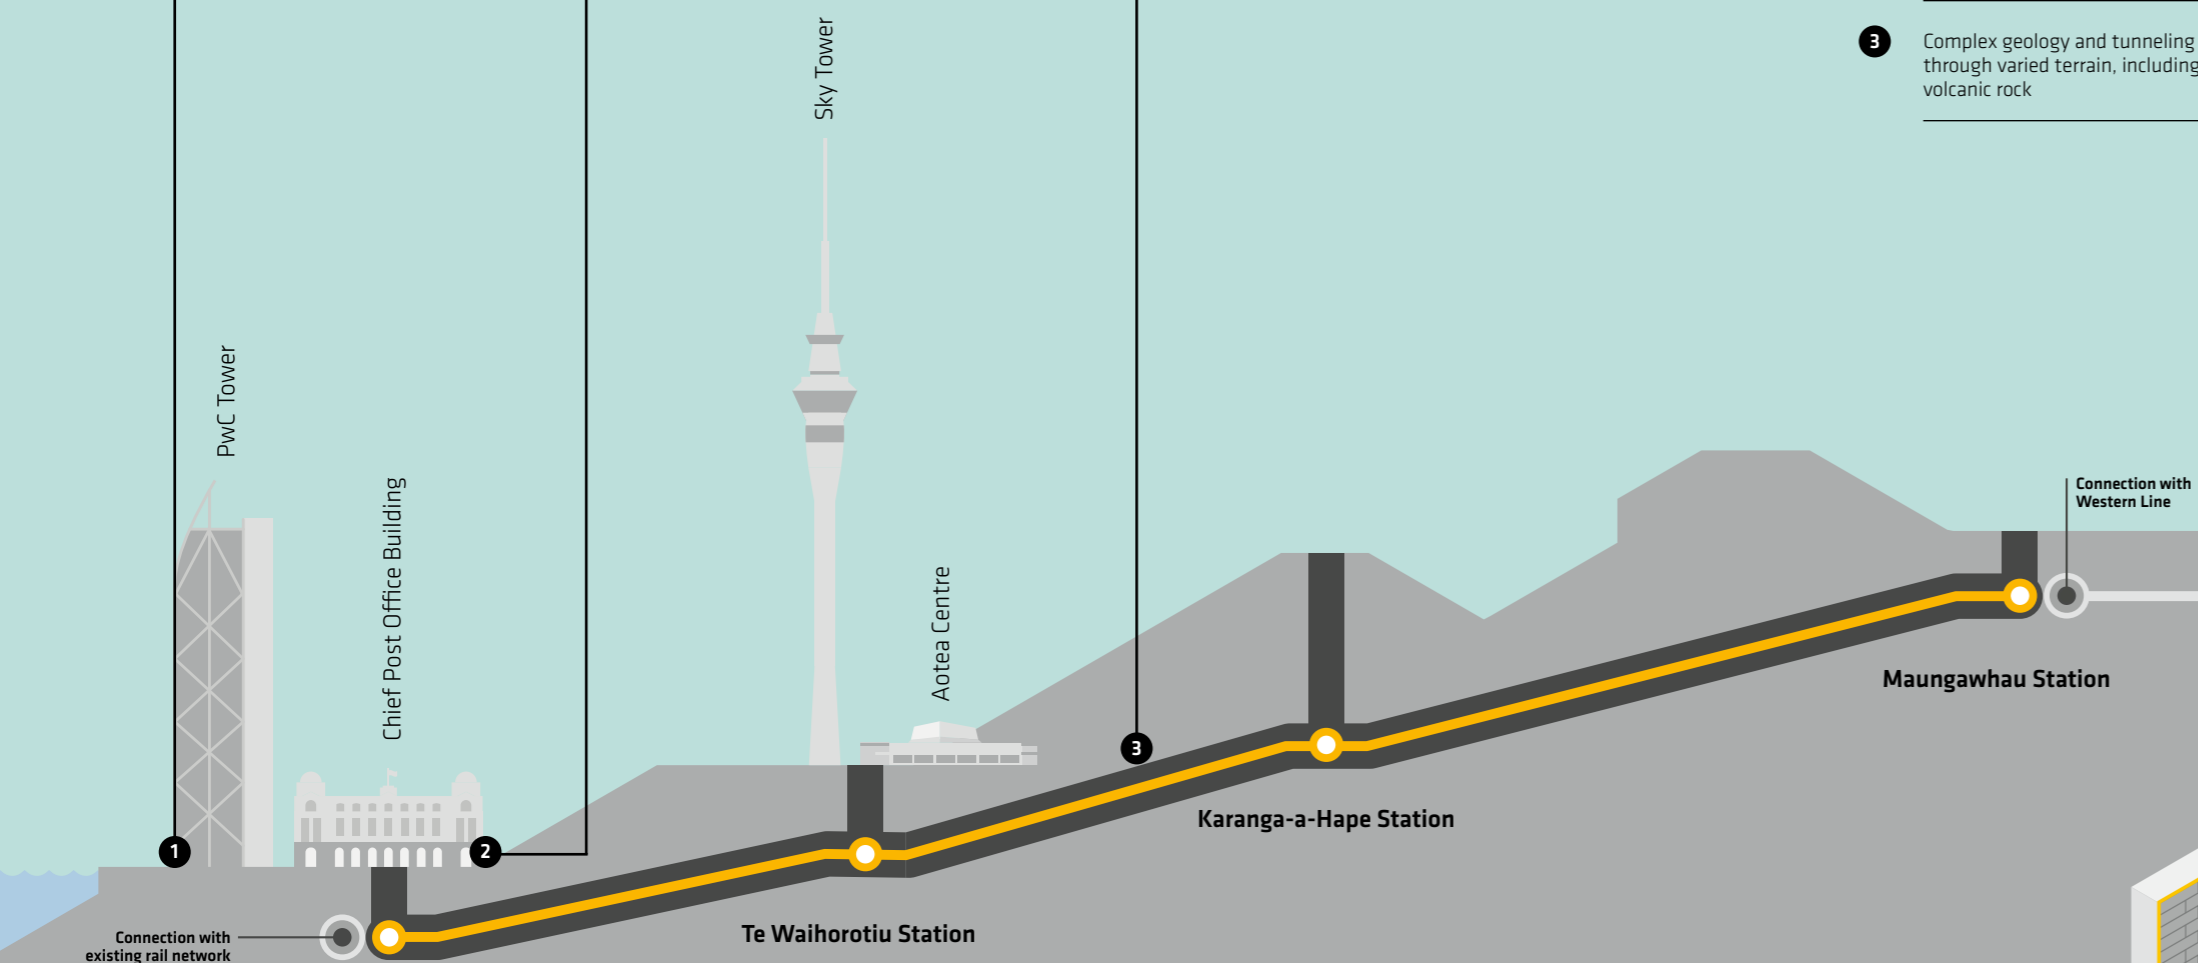 3
Complex geology and tunneling
through varied terrain, including
volcanic rock
Sky Tower
PwC Tower
Chief Post Office Building
Aotea Centre
Connection with
Western Line
Maungawhau Station
3
Karanga-a-Hape Station
1
2
Te Waihorotiu Station
Connection with
existing rail network